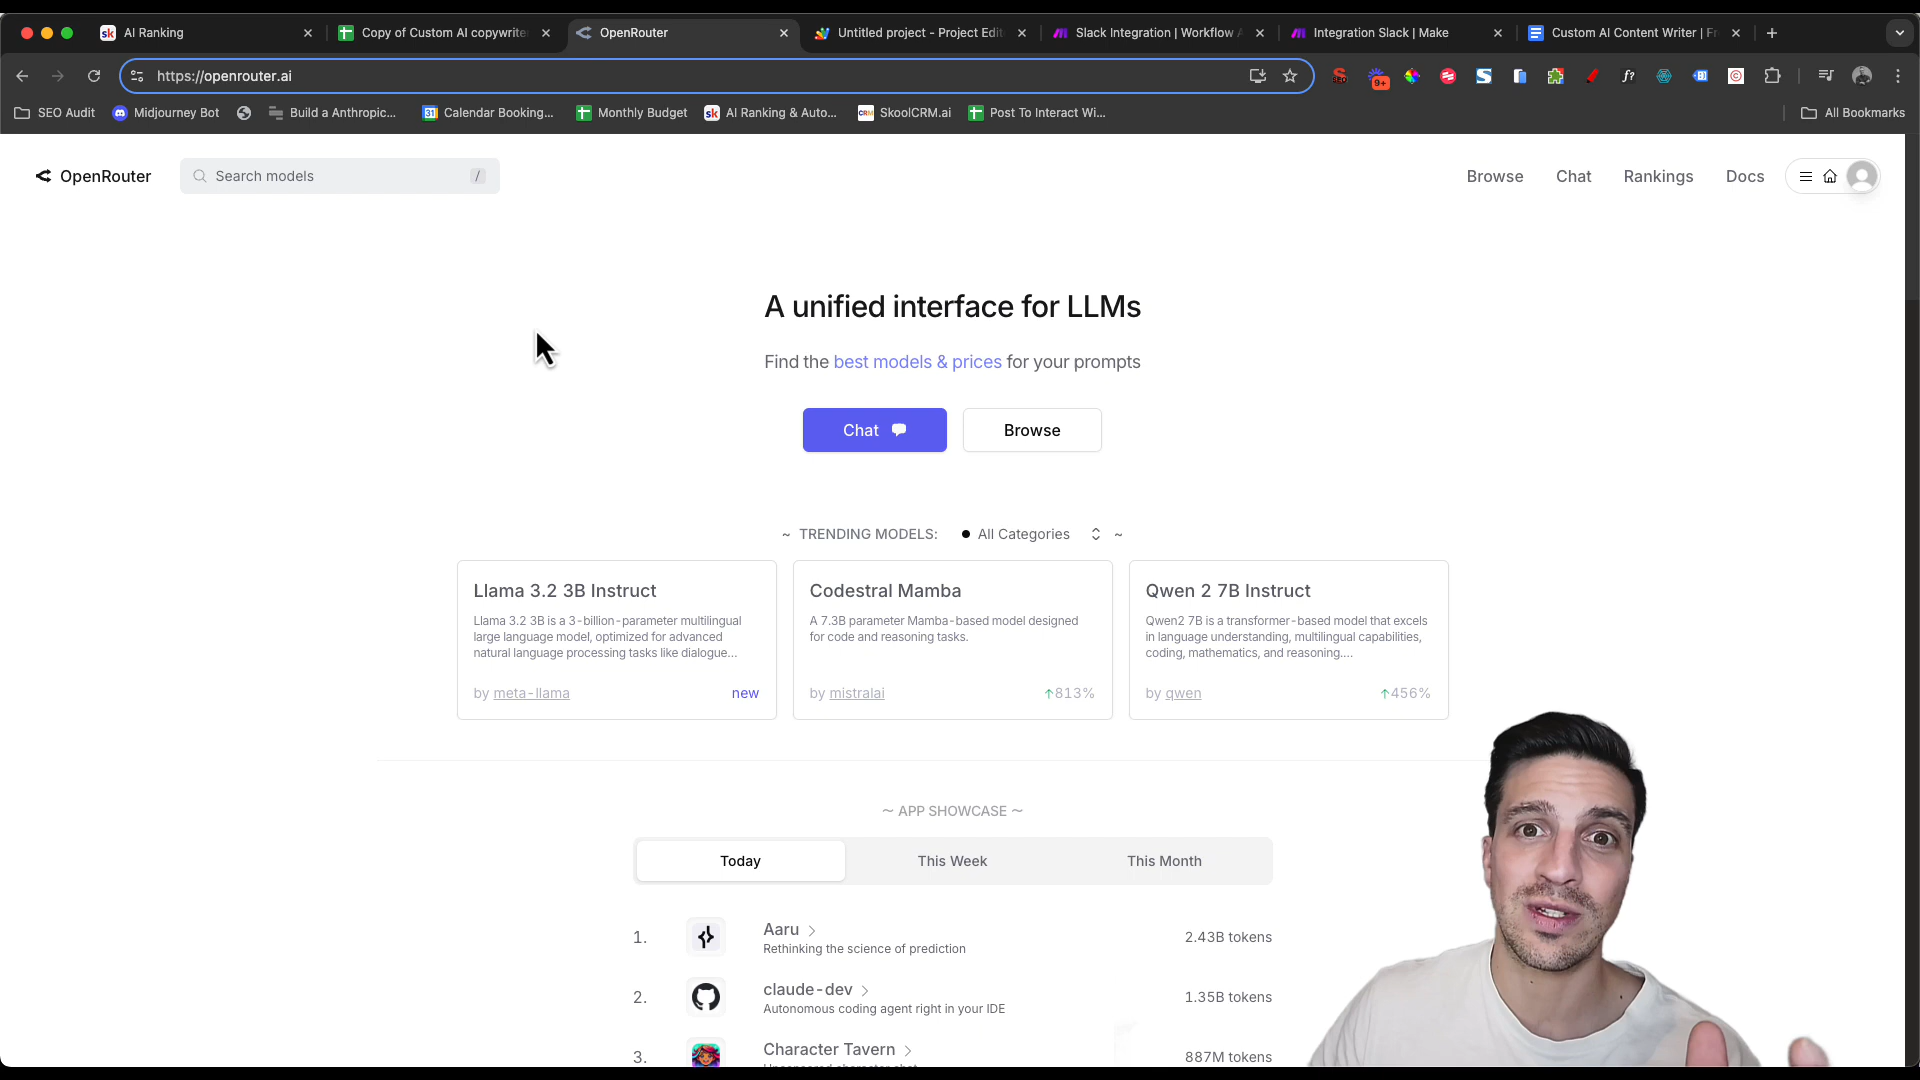 AI Ranking
Copy of Custom AI copywrite
OpenRouter
Untitled project - Project Edit
Slack Integration | Workflow A
Integration Slack | Make
Custom AI Content Writer | Fr
https://openrouter.ai
9+
f?
SEO Audit
Midjourney Bot
Build a Anthropic...
31
Calendar Booking...
Monthly Budget
sk
AI Ranking & Auto...
CRM
SkoolCRM.ai
Post To Interact Wi...
All Bookmarks
OpenRouter
Search models
/
Browse
Chat
Rankings
Docs
A unified interface for LLMs
Find the best models & prices for your prompts
Chat
Browse
~ TRENDING MODELS: All Categories ~
Llama 3.2 3B Instruct
Llama 3.2 3B is a 3-billion-parameter multilingual
large language model, optimized for advanced
natural language processing tasks like dialogue...
by meta-llama
new
Codestral Mamba
A 7.3B parameter Mamba-based model designed
for code and reasoning tasks.
by mistralai
↑813%
Qwen 2 7B Instruct
Qwen2 7B is a transformer-based model that excels
in language understanding, multilingual capabilities,
coding, mathematics, and reasoning....
by qwen
↑456%
~ APP SHOWCASE ~
Today
This Week
This Month
1.
Aaru
Rethinking the science of prediction
2.43B tokens
2.
claude-dev
Autonomous coding agent right in your IDE
1.35B tokens
3.
Character Tavern
887M tokens